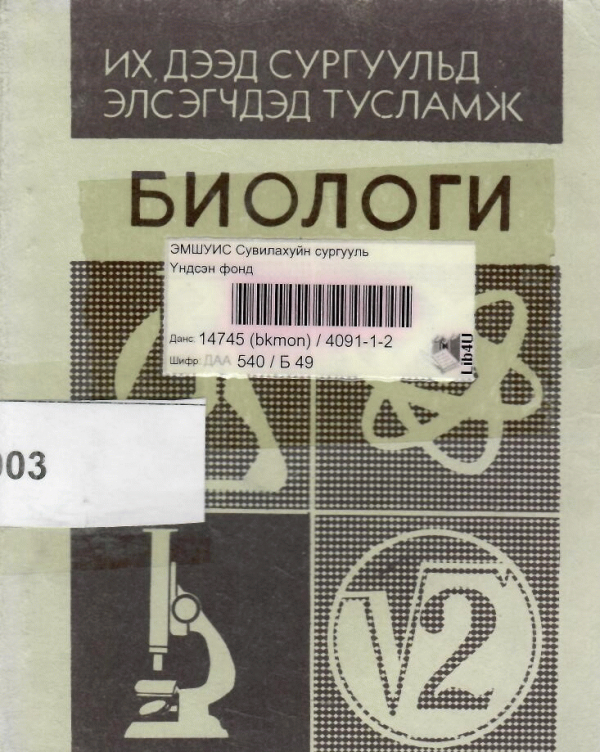 ИХ, ДЭЭД СУРГУУЛЬД
ЭЛСЭГЧДЭД ТУСЛАМЖ
БИОЛОГИ
ЭМШУИС Сувилахуйн сургууль
Үндсэн фонд
Данс: 14745 (bkmon) / 4091-1-2
Шифр: ДАА 540 / Б 49
Lib4U
003
√2